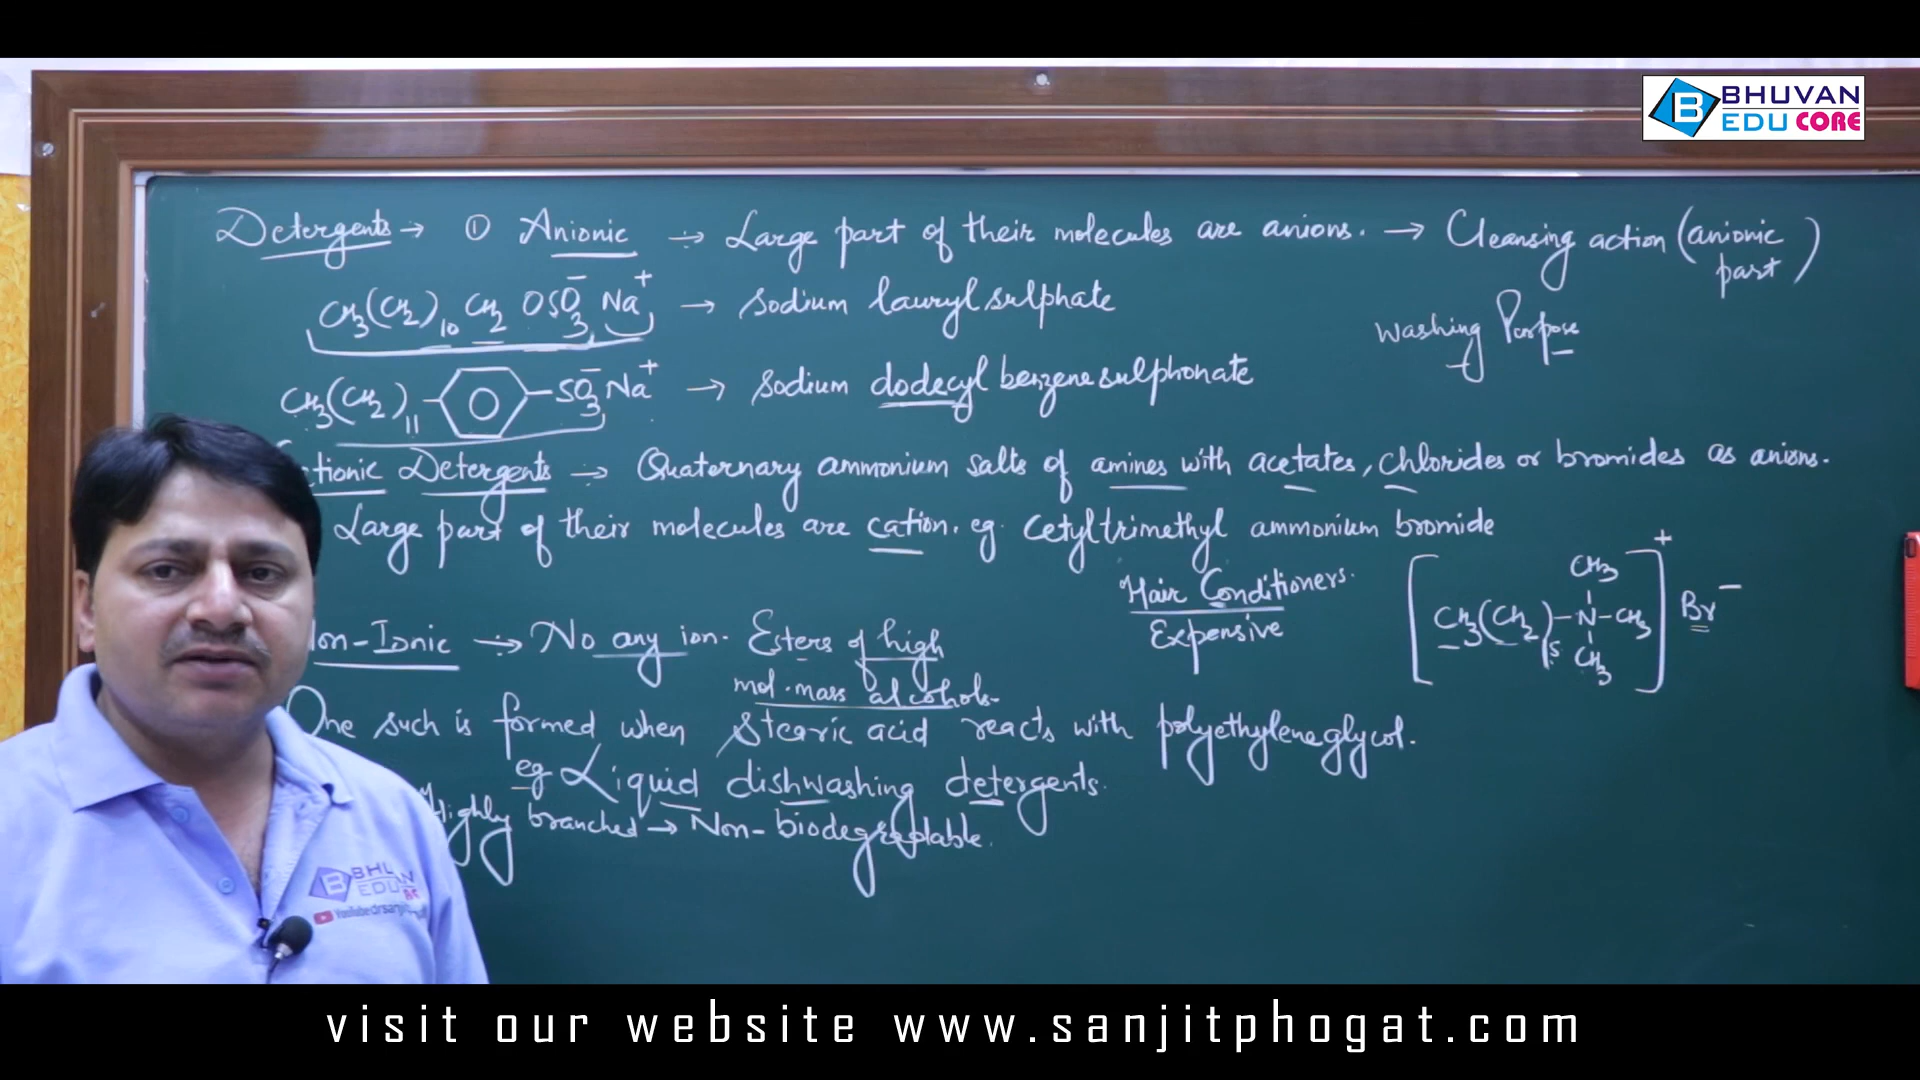 BHUVAN
EDU CORE
Detergents → ① Anionic → Large part of their molecules are anions. → Cleansing action (anionic part)
CH3(CH2)10 CH2 OSO3⁻ Na⁺ → Sodium laurylsulphate
Washing Purpose
CH3(CH2)11 SO3⁻ Na⁺ → Sodium dodecyl benzenesulphonate
tionic Detergents → Quaternary ammonium salts of amines with acetates, chlorides or bromides as anions.
Large part of their molecules are cation. eg. Cetyltrimethyl ammonium bromide
Hair Conditioners.
Expensive
[CH3(CH2)15 – N – CH3 CH3 CH3]⁺ Br⁻
on-Ionic → No any ion. Esters of high
mol. mass alcohols-
One such is formed when stearic acid reacts with polyethyleneglycol.
eg Liquid dishwashing detergents.
Highly branched → Non-biodegradable.
BHUVAN
EDU
visit our website www.sanjitphogat.com